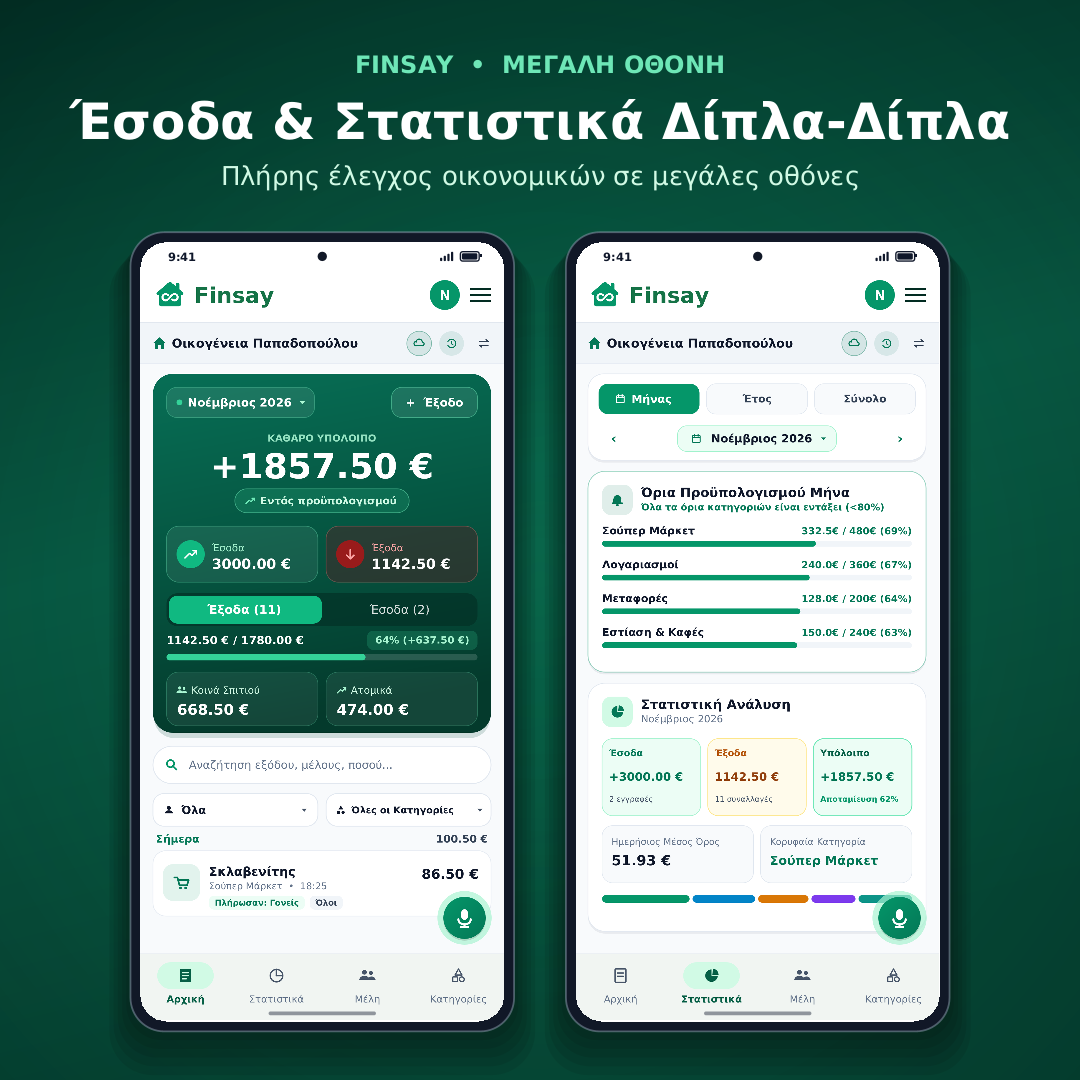 FINSAY • ΜΕΓΑΛΗ ΟΘΟΝΗ
Έσοδα & Στατιστικά Δίπλα-Δίπλα
Πλήρης έλεγχος οικονομικών σε μεγάλες οθόνες
9:41
Finsay
N
Οικογένεια Παπαδοπούλου
Νοέμβριος 2026
+ Έξοδο
ΚΑΘΑΡΟ ΥΠΟΛΟΙΠΟ
+1857.50 €
Εντός προϋπολογισμού
Έσοδα
3000.00 €
Έξοδα
1142.50 €
Έξοδα (11)
Έσοδα (2)
1142.50 € / 1780.00 €
64% (+637.50 €)
Κοινά Σπιτιού
668.50 €
Ατομικά
474.00 €
Αναζήτηση εξόδου, μέλους, ποσού...
Όλα
Όλες οι Κατηγορίες
Σήμερα
100.50 €
Σκλαβενίτης
86.50 €
Σούπερ Μάρκετ • 18:25
Πλήρωσαν: Γονείς
Όλοι
Αρχική
Στατιστικά
Μέλη
Κατηγορίες
9:41
Finsay
N
Οικογένεια Παπαδοπούλου
Μήνας
Έτος
Σύνολο
‹
Νοέμβριος 2026
›
Όρια Προϋπολογισμού Μήνα
Όλα τα όρια κατηγοριών είναι εντάξει (<80%)
Σούπερ Μάρκετ
332.5€ / 480€ (69%)
Λογαριασμοί
240.0€ / 360€ (67%)
Μεταφορές
128.0€ / 200€ (64%)
Εστίαση & Καφές
150.0€ / 240€ (63%)
Στατιστική Ανάλυση
Νοέμβριος 2026
Έσοδα
+3000.00 €
2 εγγραφές
Έξοδα
1142.50 €
11 συναλλαγές
Υπόλοιπο
+1857.50 €
Αποταμίευση 62%
Ημερήσιος Μέσος Όρος
51.93 €
Κορυφαία Κατηγορία
Σούπερ Μάρκετ
Αρχική
Στατιστικά
Μέλη
Κατηγορίες